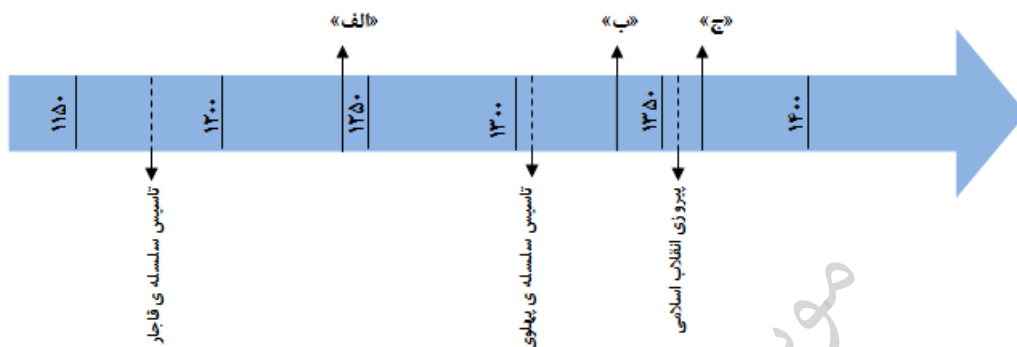 «الف»
«ب»
«ج»
۱۱۵۰
۱۲۰۰
۱۲۵۰
۱۳۰۰
۱۳۵۰
۱۴۰۰
تاسیس سلسله ی قاجار
تاسیس سلسله ی پهلوی
پیروزی انقلاب اسلامی